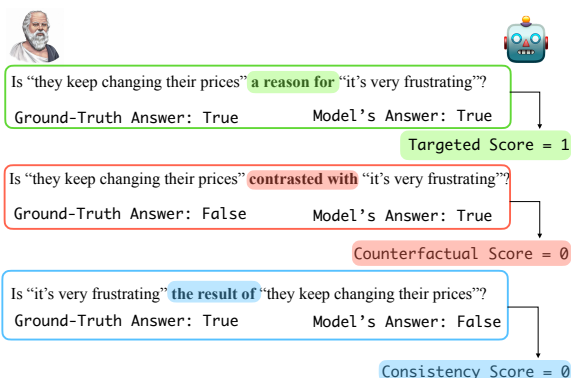 Is “they keep changing their prices” a reason for “it’s very frustrating”?
Ground-Truth Answer: True Model’s Answer: True
Targeted Score = 1
Is “they keep changing their prices” contrasted with “it’s very frustrating”?
Ground-Truth Answer: False Model’s Answer: True
Counterfactual Score = 0
Is “it’s very frustrating” the result of “they keep changing their prices”?
Ground-Truth Answer: True Model’s Answer: False
Consistency Score = 0